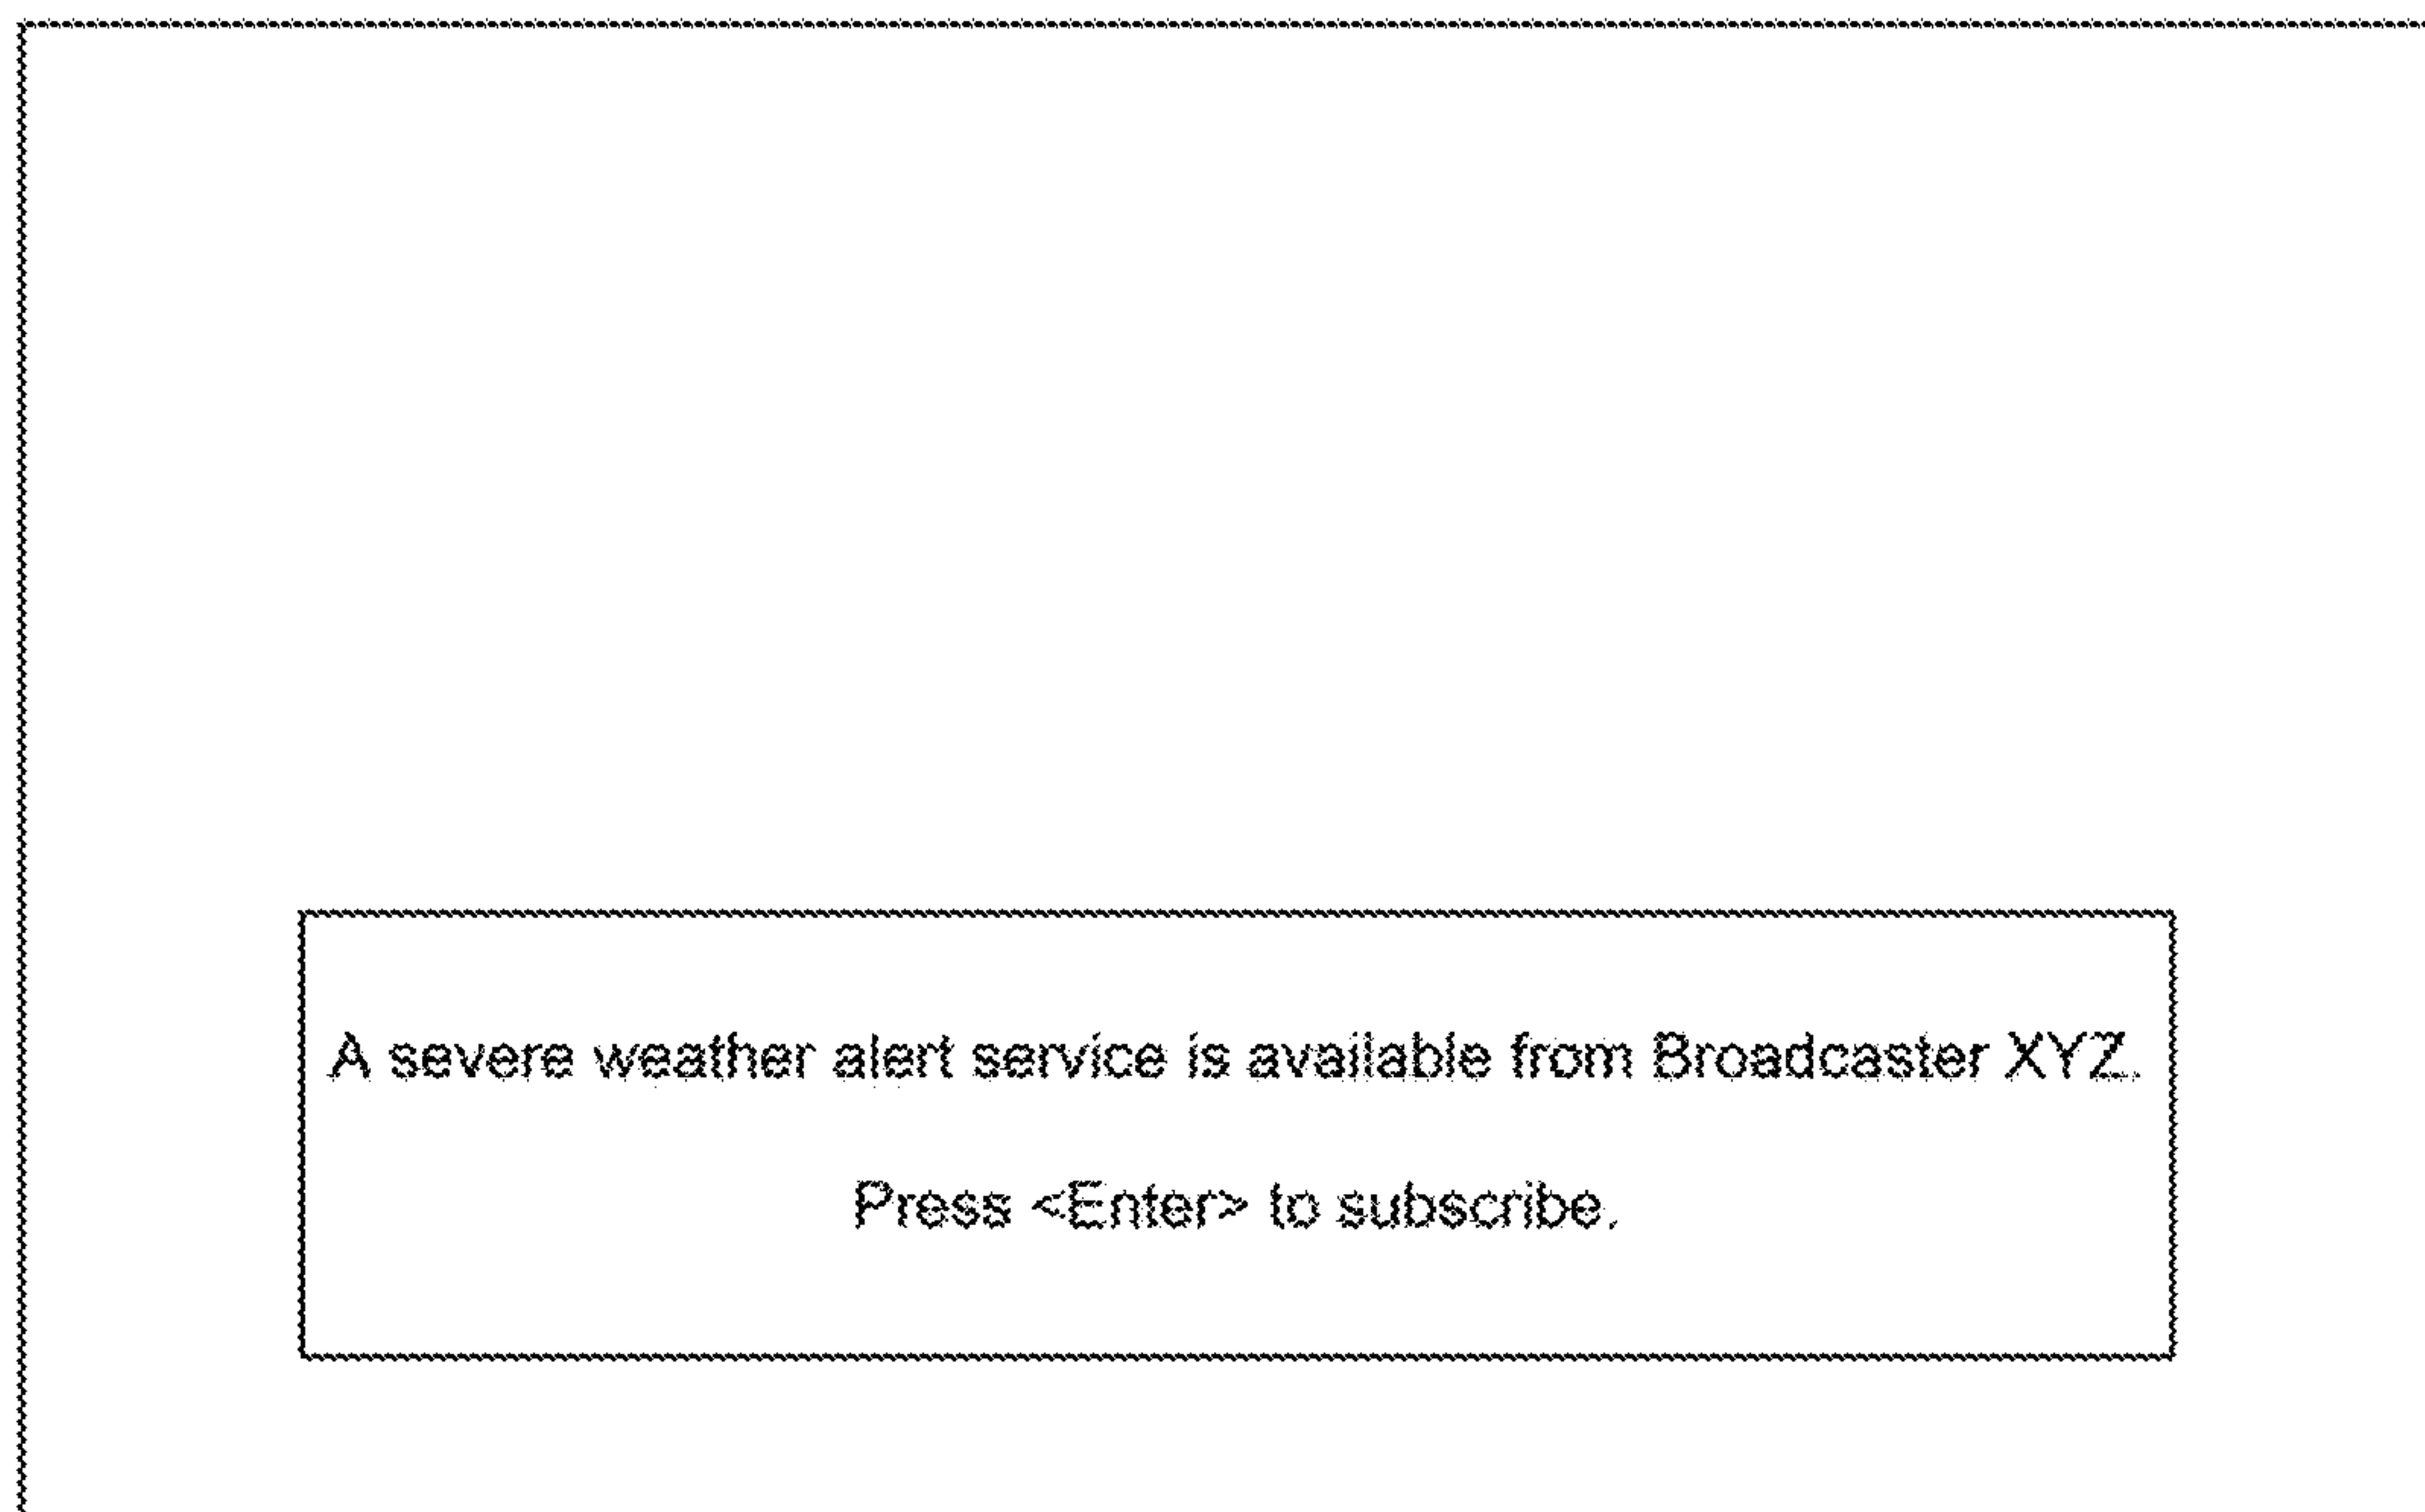 A severe weather alert service is available from Broadcaster XYZ.
Press <Enter> to subscribe.